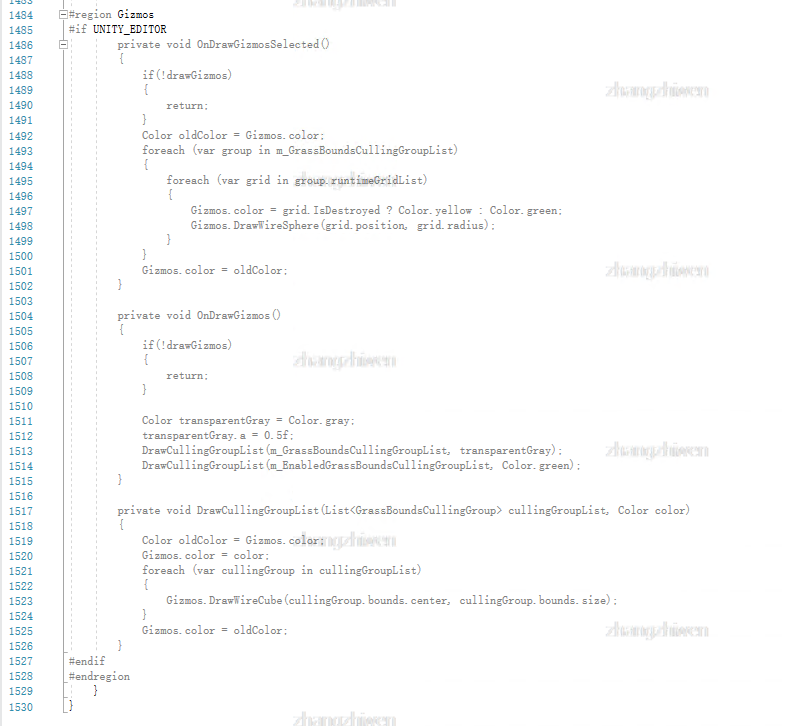 1483
1484 #region Gizmos
1485 #if UNITY_EDITOR
1486 private void OnDrawGizmosSelected()
1487 {
1488 if(!drawGizmos)
1489 {
1490 return;
1491 }
1492 Color oldColor = Gizmos.color;
1493 foreach (var group in m_GrassBoundsCullingGroupList)
1494 {
1495 foreach (var grid in group.runtimeGridList)
1496 {
1497 Gizmos.color = grid.IsDestroyed ? Color.yellow : Color.green;
1498 Gizmos.DrawWireSphere(grid.position, grid.radius);
1499 }
1500 }
1501 Gizmos.color = oldColor;
1502 }
1503
1504 private void OnDrawGizmos()
1505 {
1506 if(!drawGizmos)
1507 {
1508 return;
1509 }
1510
1511 Color transparentGray = Color.gray;
1512 transparentGray.a = 0.5f;
1513 DrawCullingGroupList(m_GrassBoundsCullingGroupList, transparentGray);
1514 DrawCullingGroupList(m_EnabledGrassBoundsCullingGroupList, Color.green);
1515 }
1516
1517 private void DrawCullingGroupList(List<GrassBoundsCullingGroup> cullingGroupList, Color color)
1518 {
1519 Color oldColor = Gizmos.color;
1520 Gizmos.color = color;
1521 foreach (var cullingGroup in cullingGroupList)
1522 {
1523 Gizmos.DrawWireCube(cullingGroup.bounds.center, cullingGroup.bounds.size);
1524 }
1525 Gizmos.color = oldColor;
1526 }
1527 #endif
1528 #endregion
1529 }
1530 }